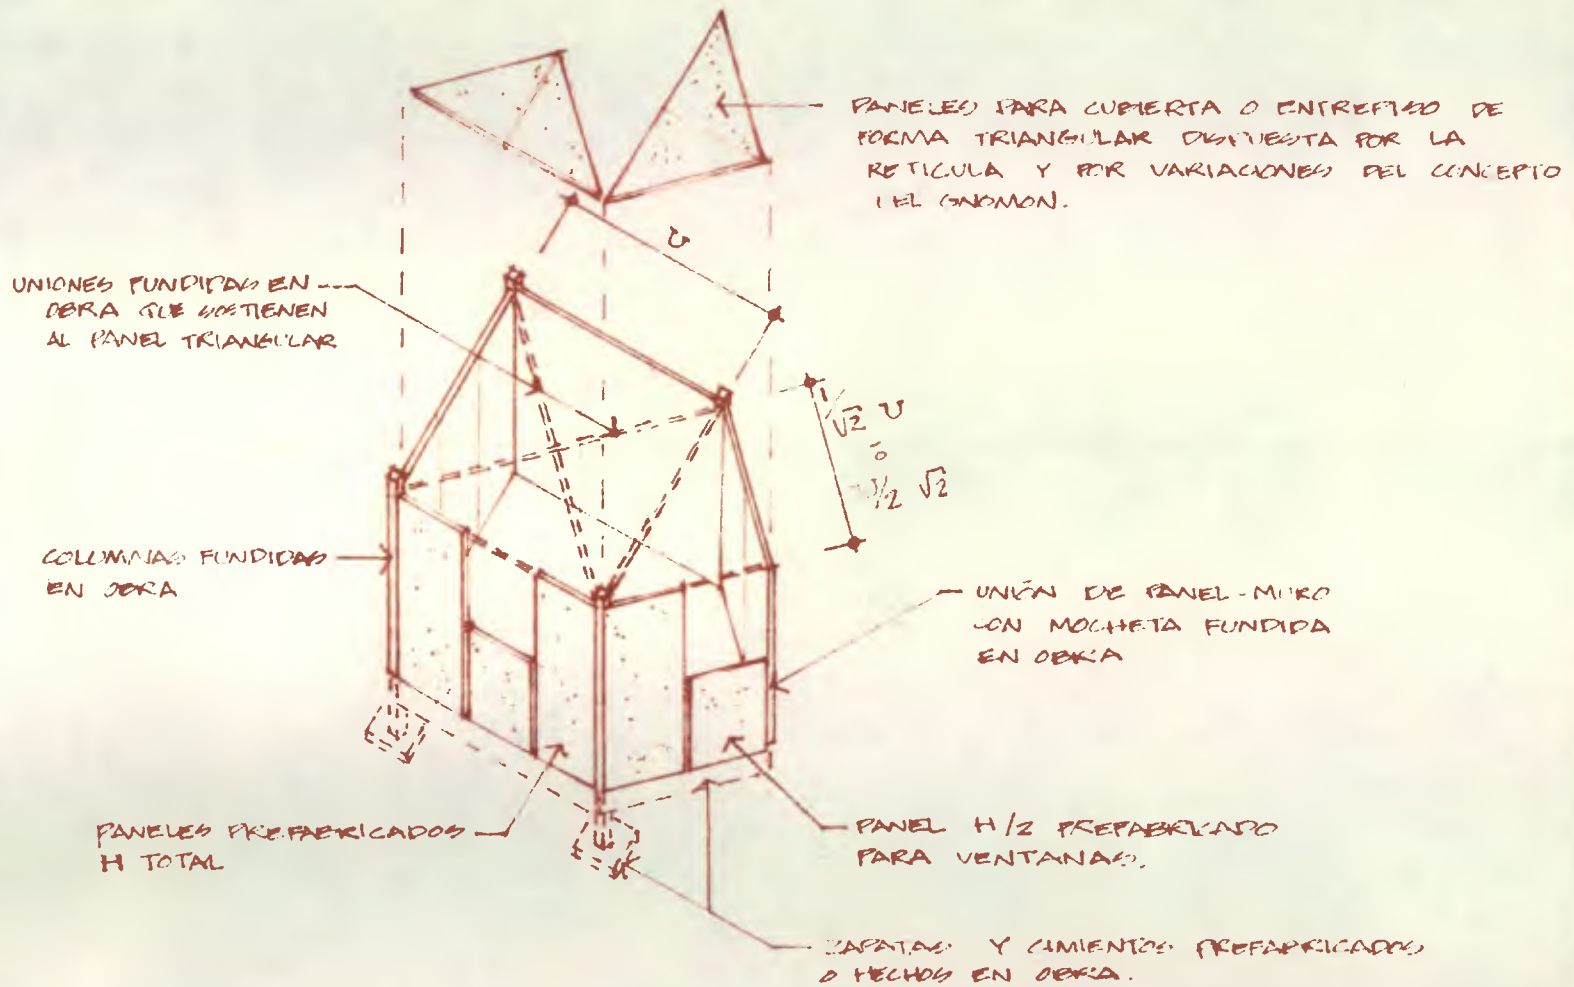 PANELES PARA CUBIERTA O ENTREPISO DE
FORMA TRIANGULAR DISPUESTA POR LA
RETICULA Y POR VARIACIONES DEL CONCEPTO
DEL GNOMON.
U
UNIONES FUNDIDAS EN
OBRA QUE SOSTIENEN
AL PANEL TRIANGULAR
1/√2 U
ó
U/2 √2
COLUMNAS FUNDIDAS
EN OBRA
UNIÓN DE PANEL-MURO
CON MOCHETA FUNDIDA
EN OBRA
PANELES PREFABRICADOS
H TOTAL
PANEL H/2 PREFABRICADO
PARA VENTANAS.
ZAPATAS Y CIMIENTOS PREFABRICADOS
O HECHOS EN OBRA.